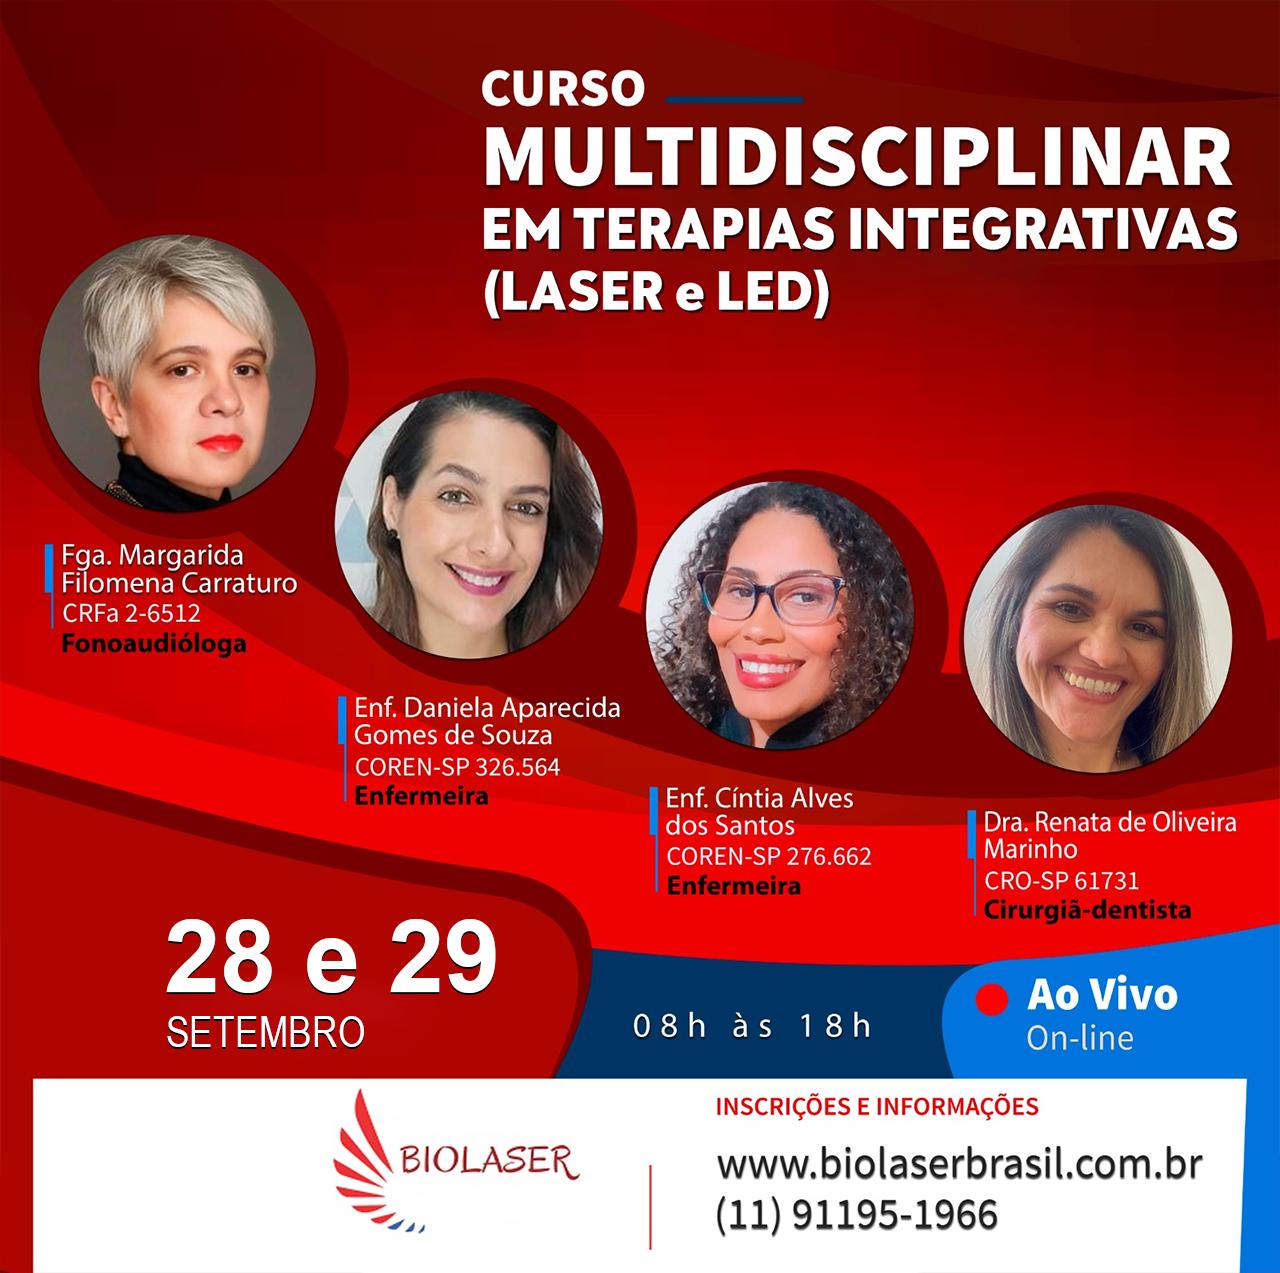 CURSO
MULTIDISCIPLINAR
EM TERAPIAS INTEGRATIVAS
(LASER e LED)
Fga. Margarida
Filomena Carraturo
CRFa 2-6512
Fonoaudióloga
Enf. Daniela Aparecida
Gomes de Souza
COREN-SP 326.564
Enfermeira
Enf. Cíntia Alves
dos Santos
COREN-SP 276.662
Enfermeira
Dra. Renata de Oliveira
Marinho
CRO-SP 61731
Cirurgiã-dentista
28 e 29
SETEMBRO
08h às 18h
Ao Vivo
On-line
BIOLASER
INSCRIÇÕES E INFORMAÇÕES
www.biolaserbrasil.com.br
(11) 91195-1966